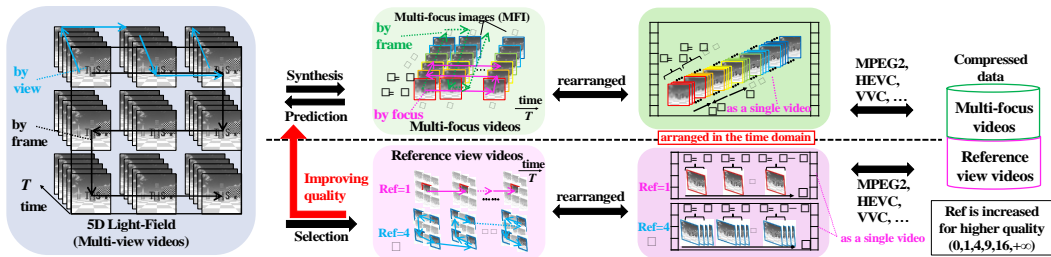 by
view
by
frame
T
time
5D Light-Field
(Multi-view videos)
Synthesis
Prediction
Improving
quality
Selection
Multi-focus images (MFI)
by
frame
by focus
time
T
Multi-focus videos
Reference view videos
time
T
Ref=1
Ref=4
rearranged
rearranged
as a single video
arranged in the time domain
Ref=1
Ref=4
as a single video
MPEG2,
HEVC,
VVC, …
MPEG2,
HEVC,
VVC, …
Compressed
data
Multi-focus
videos
Reference
view videos
Ref is increased
for higher quality
(0,1,4,9,16,+∞)